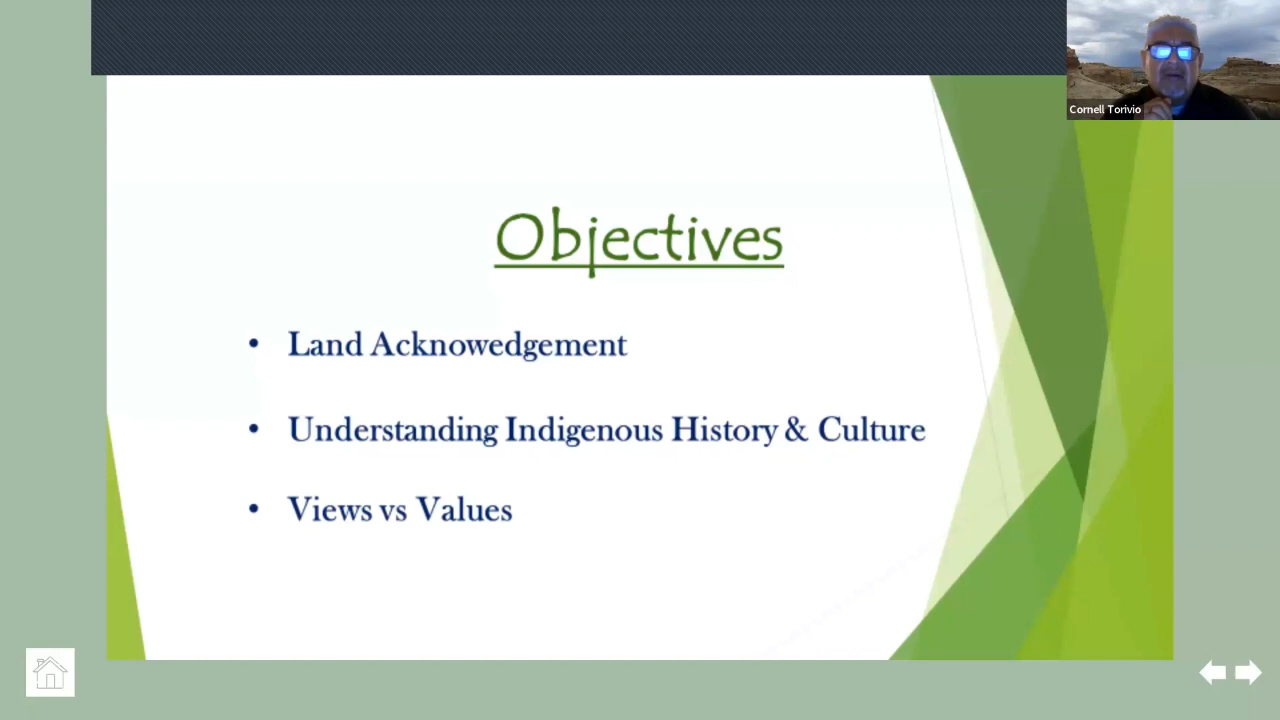 Cornell Torivio
Objectives
• Land Acknowedgement
• Understanding Indigenous History & Culture
• Views vs Values